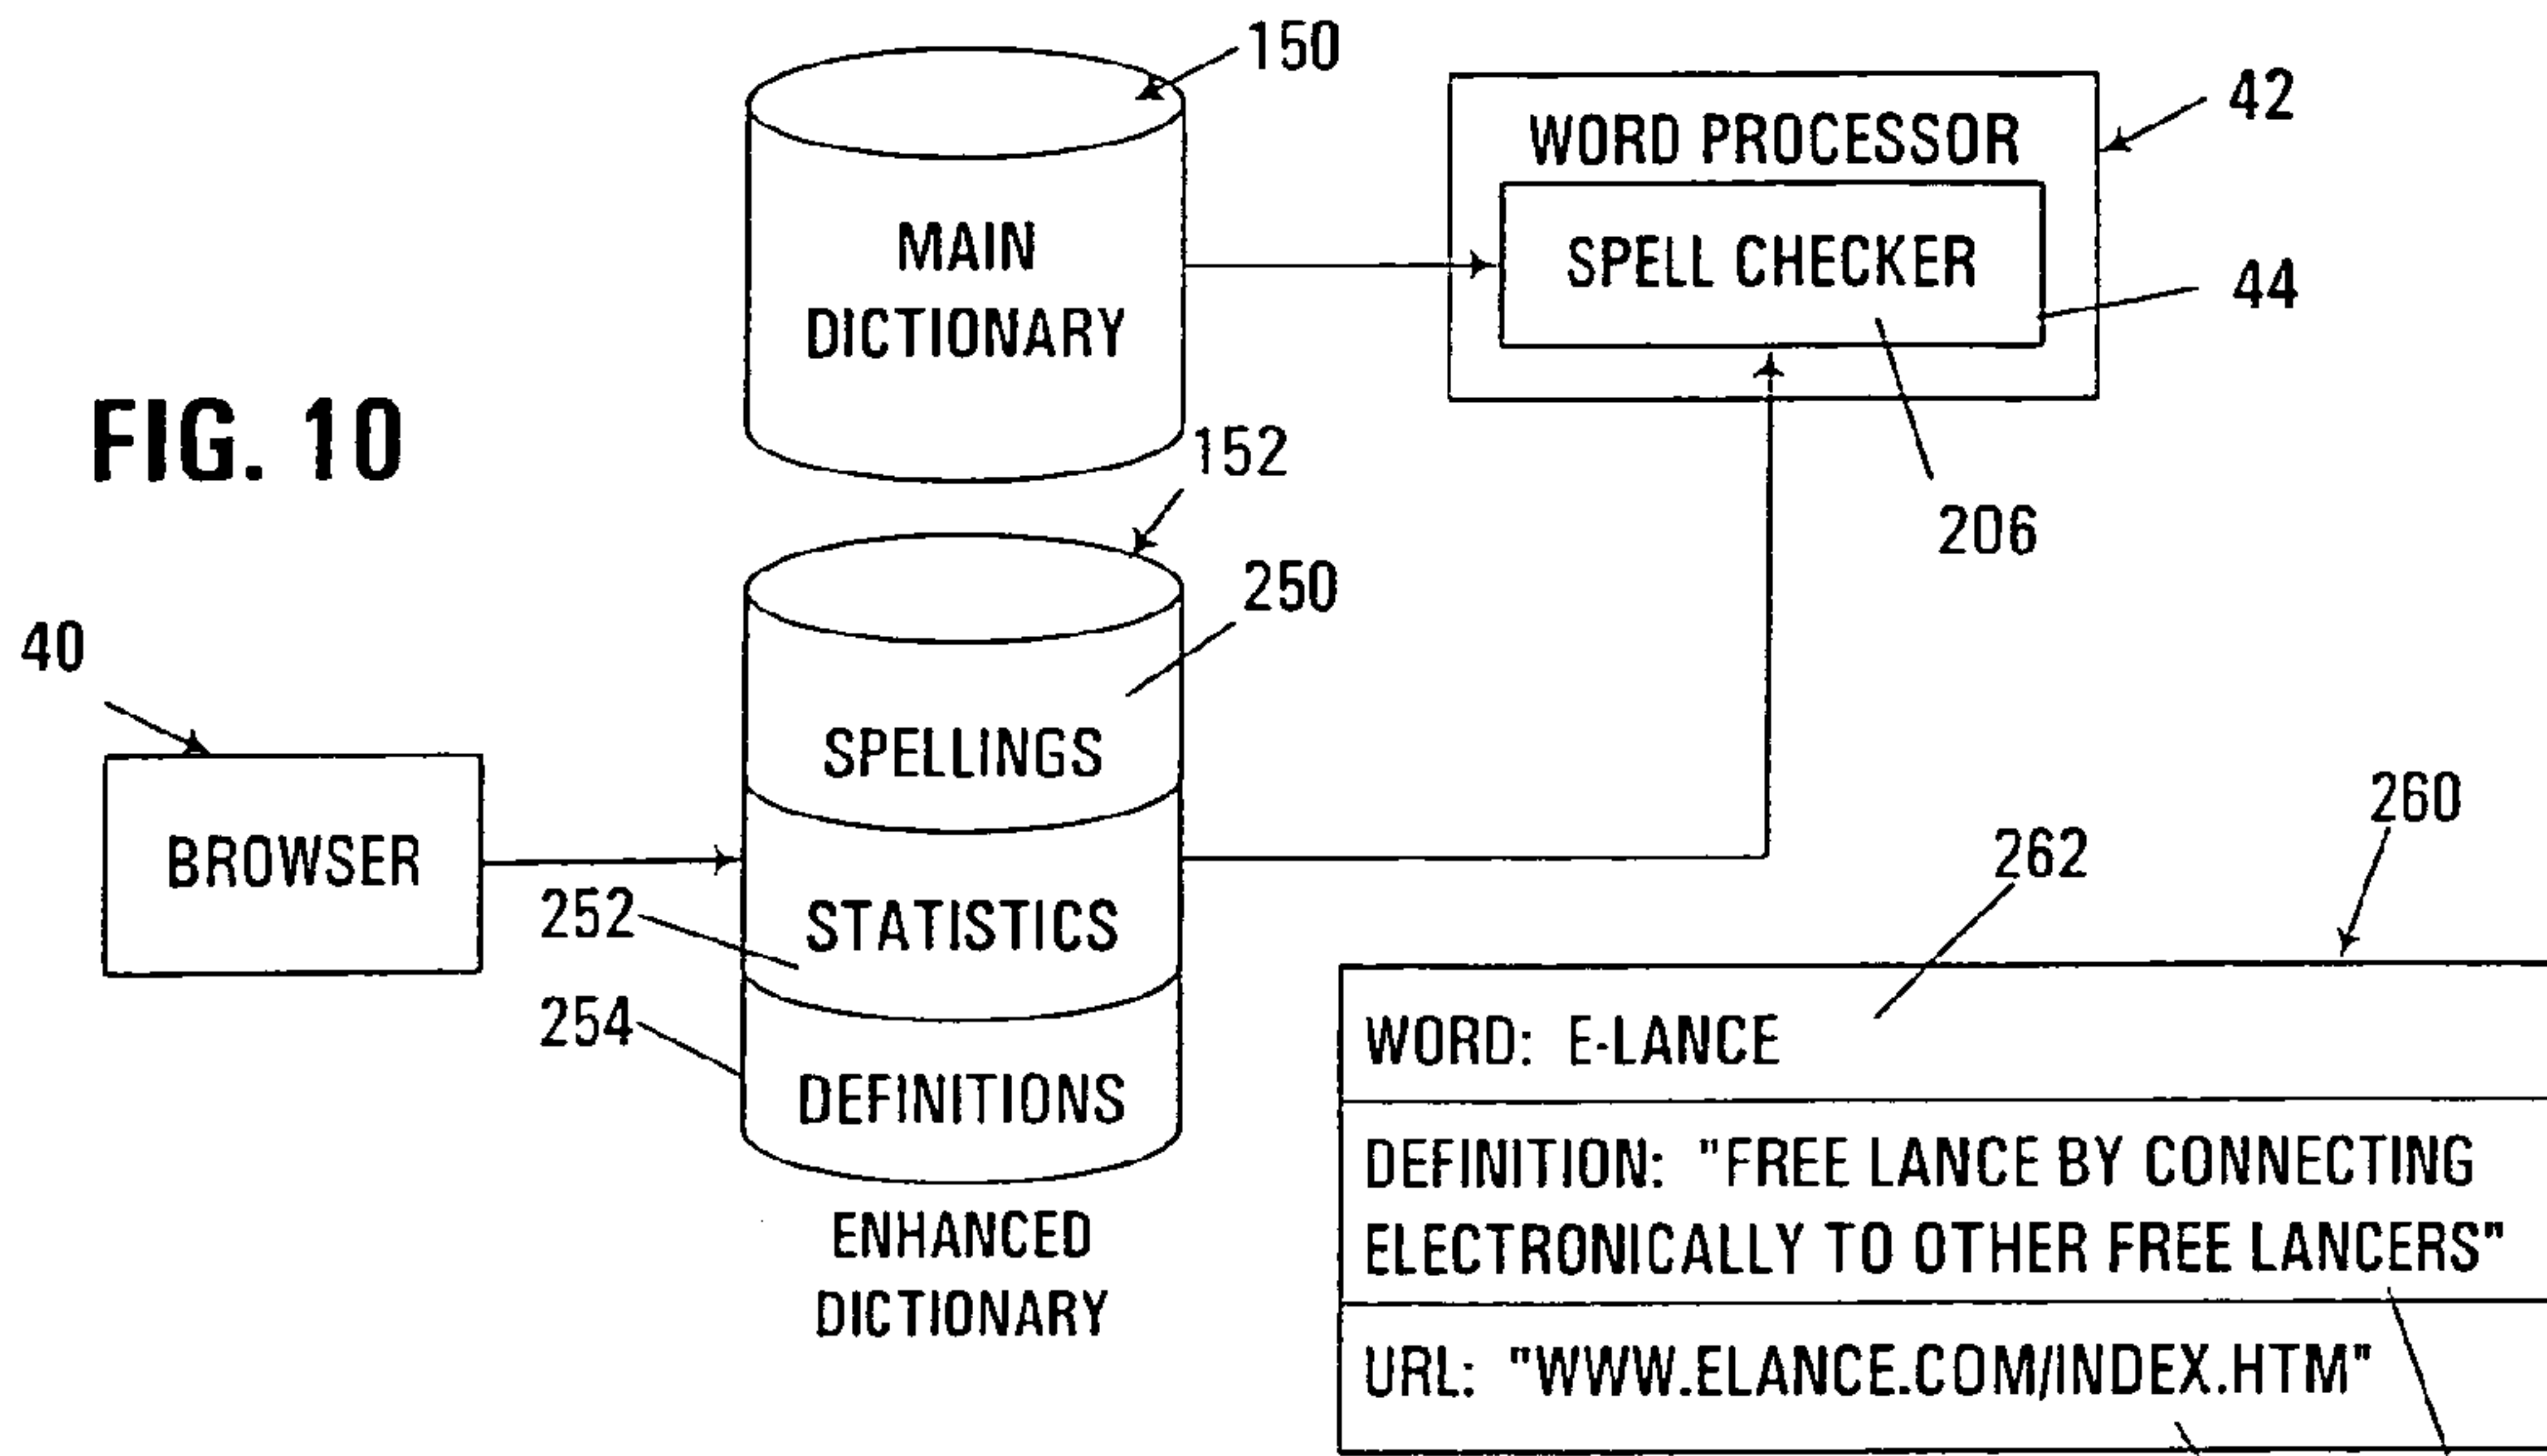 150
42
WORD PROCESSOR
MAIN
DICTIONARY
SPELL CHECKER
44
FIG. 10
152
206
250
40
SPELLINGS
260
262
BROWSER
252
STATISTICS
254
DEFINITIONS
WORD: E-LANCE
DEFINITION: "FREE LANCE BY CONNECTING
ELECTRONICALLY TO OTHER FREE LANCERS"
ENHANCED
DICTIONARY
URL: "WWW.ELANCE.COM/INDEX.HTM"